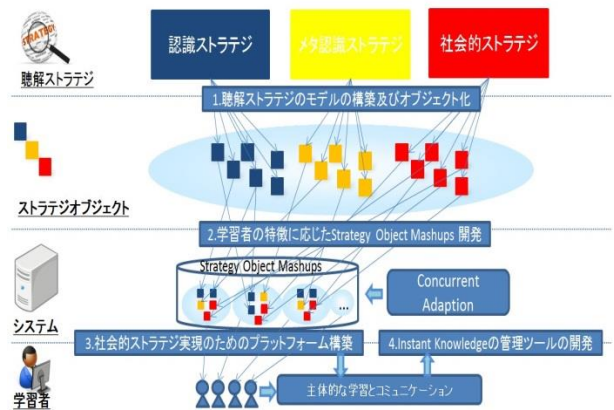 STRATEGY
聴解ストラテジ
認識ストラテジ
メタ認識ストラテジ
社会的ストラテジ
1.聴解ストラテジのモデルの構築及びオブジェクト化
ストラテジオブジェクト
2.学習者の特徴に応じたStrategy Object Mashups 開発
Strategy Object Mashups
...
Concurrent
Adaption
システム
3.社会的ストラテジ実現のためのプラットフォーム構築
4.Instant Knowledgeの管理ツールの開発
主体的な学習とコミュニケーション
学習者